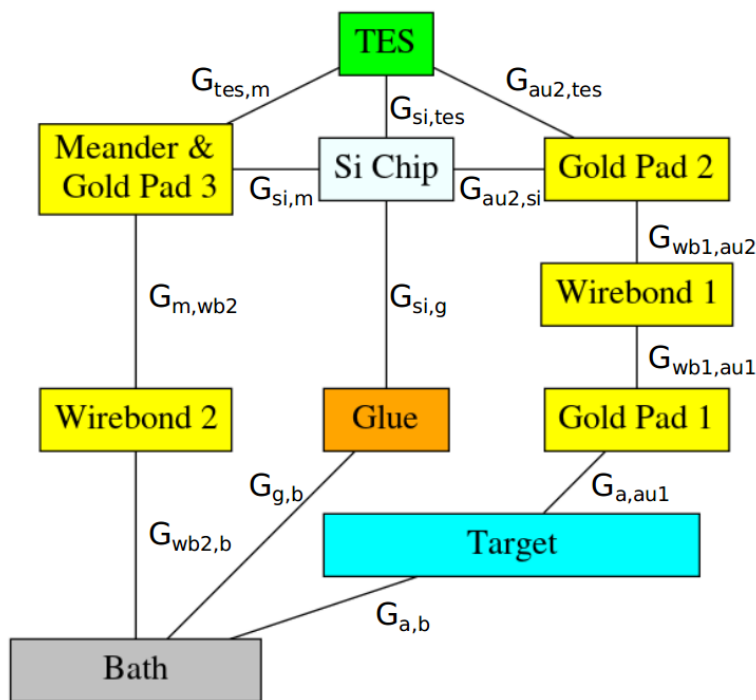 TES
G_tes,m
G_si,tes
G_au2,tes
Meander &
Gold Pad 3
Si Chip
Gold Pad 2
G_si,m
G_au2,si
G_wb1,au2
G_m,wb2
G_si,g
Wirebond 1
G_wb1,au1
Wirebond 2
Glue
Gold Pad 1
G_g,b
G_a,au1
G_wb2,b
Target
G_a,b
Bath